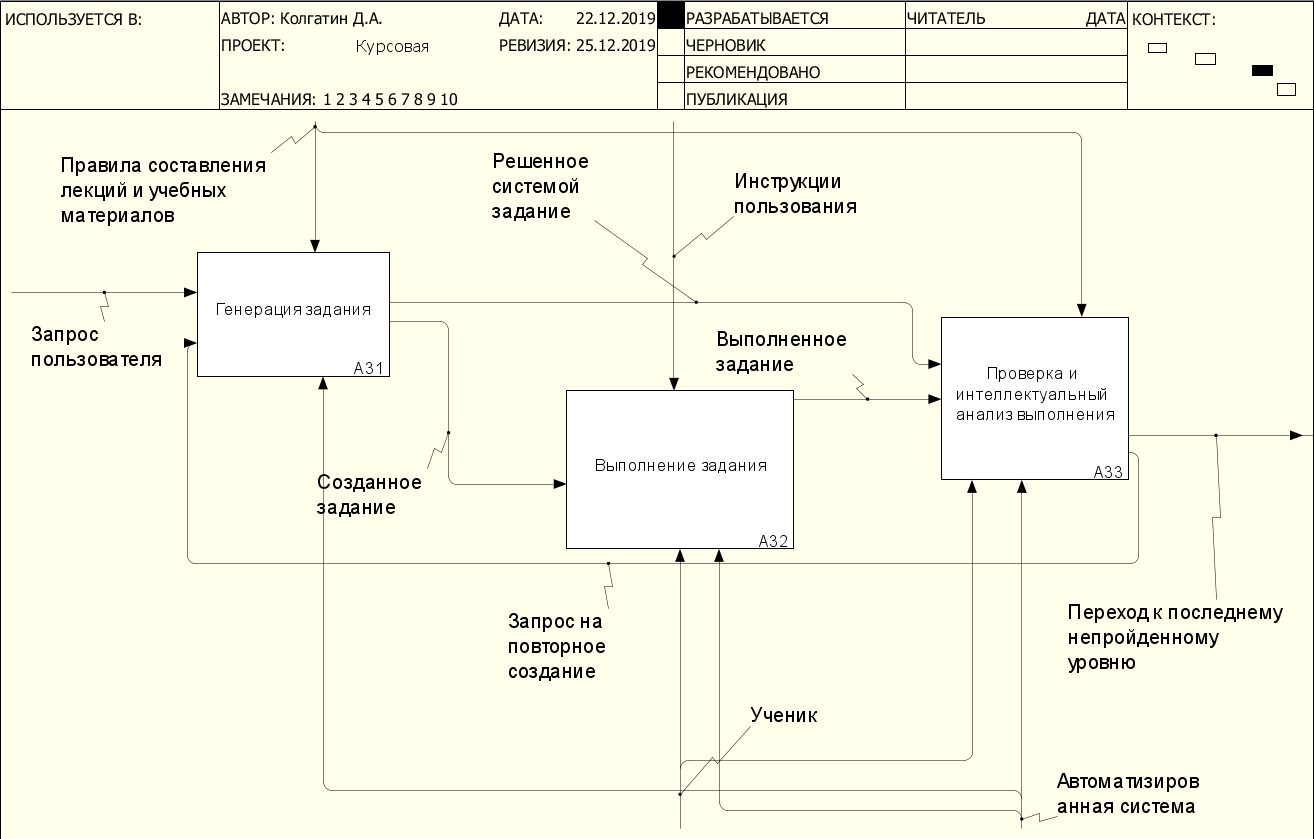 ИСПОЛЬЗУЕТСЯ В:
АВТОР: Колгатин Д.А.
ДАТА: 22.12.2019
ПРОЕКТ: Курсовая
РЕВИЗИЯ: 25.12.2019
ЗАМЕЧАНИЯ: 1 2 3 4 5 6 7 8 9 10
РАЗРАБАТЫВАЕТСЯ
ЧЕРНОВИК
РЕКОМЕНДОВАНО
ПУБЛИКАЦИЯ
ЧИТАТЕЛЬ
ДАТА
КОНТЕКСТ:
Правила составления
лекций и учебных
материалов
Решенное
системой
задание
Инструкции
пользования
Запрос
пользователя
Генерация задания
A31
Выполненное
задание
Проверка и
интеллектуальный
анализ выполнения
A33
Созданное
задание
Выполнение задания
A32
Запрос на
повторное
создание
Переход к последнему
непройденному
уровню
Ученик
Автоматизиров
анная система